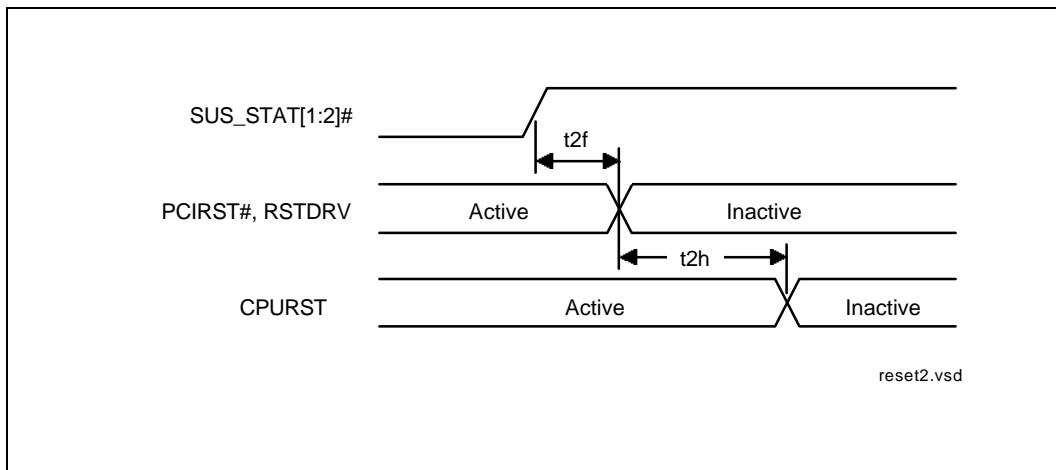 SUS_STAT[1:2]#
t2f
PCIRST#, RSTDRV
Active
Inactive
t2h
CPURST
Active
Inactive
reset2.vsd